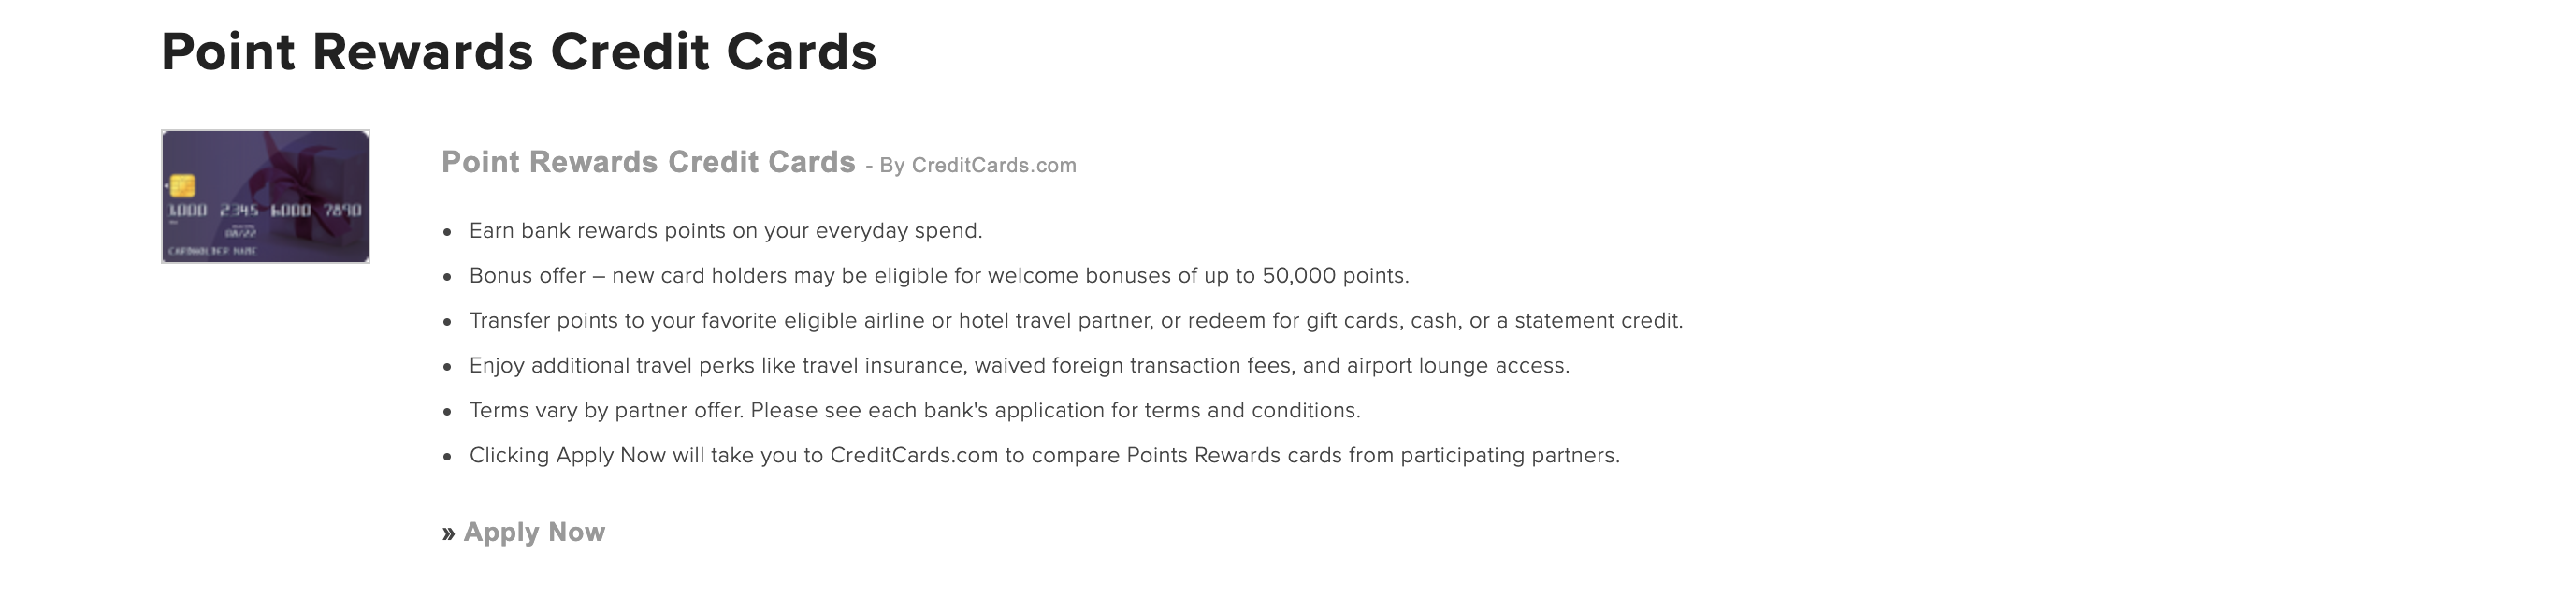 Point Rewards Credit Cards
1000 2345 6000 7890
08/22
CARDHOLDER NAME
Point Rewards Credit Cards - By CreditCards.com
• Earn bank rewards points on your everyday spend.
• Bonus offer – new card holders may be eligible for welcome bonuses of up to 50,000 points.
• Transfer points to your favorite eligible airline or hotel travel partner, or redeem for gift cards, cash, or a statement credit.
• Enjoy additional travel perks like travel insurance, waived foreign transaction fees, and airport lounge access.
• Terms vary by partner offer. Please see each bank's application for terms and conditions.
• Clicking Apply Now will take you to CreditCards.com to compare Points Rewards cards from participating partners.
» Apply Now